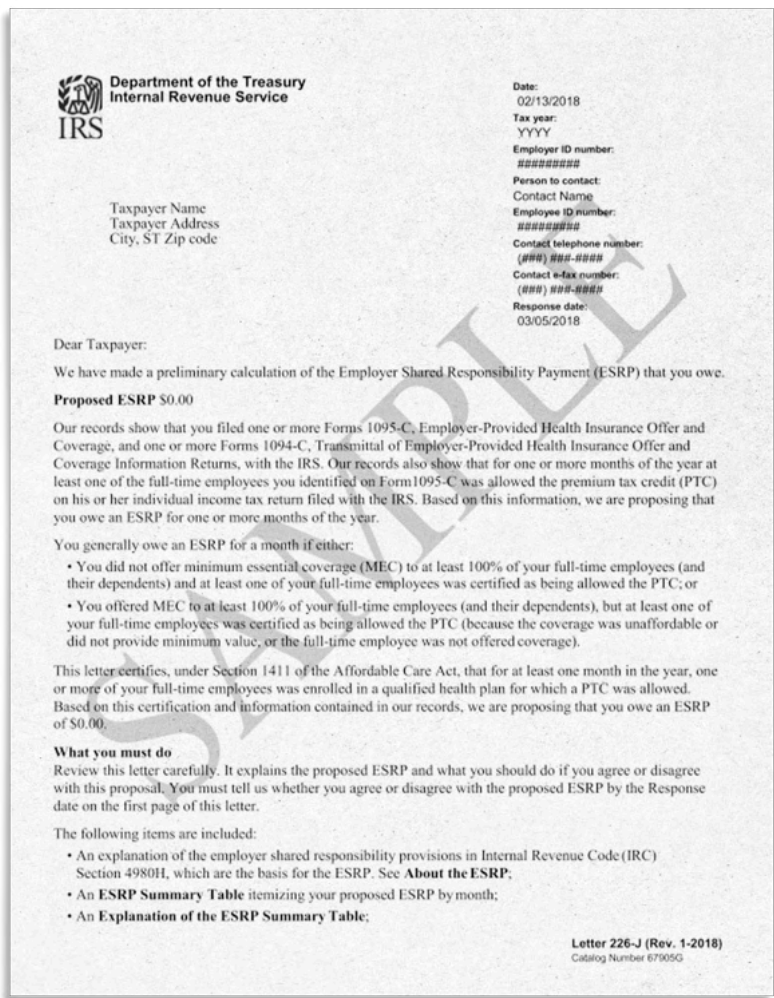 Department of the Treasury
Internal Revenue Service
IRS
Date:
02/13/2018
Tax year:
YYYY
Employer ID number:
#########
Person to contact:
Contact Name
Employee ID number:
#########
Contact telephone number:
(###) ###-####
Contact e-fax number:
(###) ###-####
Response date:
03/05/2018
Taxpayer Name
Taxpayer Address
City, ST Zip code
SAMPLE
Dear Taxpayer:
We have made a preliminary calculation of the Employer Shared Responsibility Payment (ESRP) that you owe.
Proposed ESRP $0.00
Our records show that you filed one or more Forms 1095-C, Employer-Provided Health Insurance Offer and
Coverage, and one or more Forms 1094-C, Transmittal of Employer-Provided Health Insurance Offer and
Coverage Information Returns, with the IRS. Our records also show that for one or more months of the year at
least one of the full-time employees you identified on Form1095-C was allowed the premium tax credit (PTC)
on his or her individual income tax return filed with the IRS. Based on this information, we are proposing that
you owe an ESRP for one or more months of the year.
You generally owe an ESRP for a month if either:
• You did not offer minimum essential coverage (MEC) to at least 100% of your full-time employees (and
their dependents) and at least one of your full-time employees was certified as being allowed the PTC; or
• You offered MEC to at least 100% of your full-time employees (and their dependents), but at least one of
your full-time employees was certified as being allowed the PTC (because the coverage was unaffordable or
did not provide minimum value, or the full-time employee was not offered coverage).
This letter certifies, under Section 1411 of the Affordable Care Act, that for at least one month in the year, one
or more of your full-time employees was enrolled in a qualified health plan for which a PTC was allowed.
Based on this certification and information contained in our records, we are proposing that you owe an ESRP
of $0.00.
What you must do
Review this letter carefully. It explains the proposed ESRP and what you should do if you agree or disagree
with this proposal. You must tell us whether you agree or disagree with the proposed ESRP by the Response
date on the first page of this letter.
The following items are included:
• An explanation of the employer shared responsibility provisions in Internal Revenue Code (IRC)
Section 4980H, which are the basis for the ESRP. See About the ESRP;
• An ESRP Summary Table itemizing your proposed ESRP by month;
• An Explanation of the ESRP Summary Table;
Letter 226-J (Rev. 1-2018)
Catalog Number 67905G